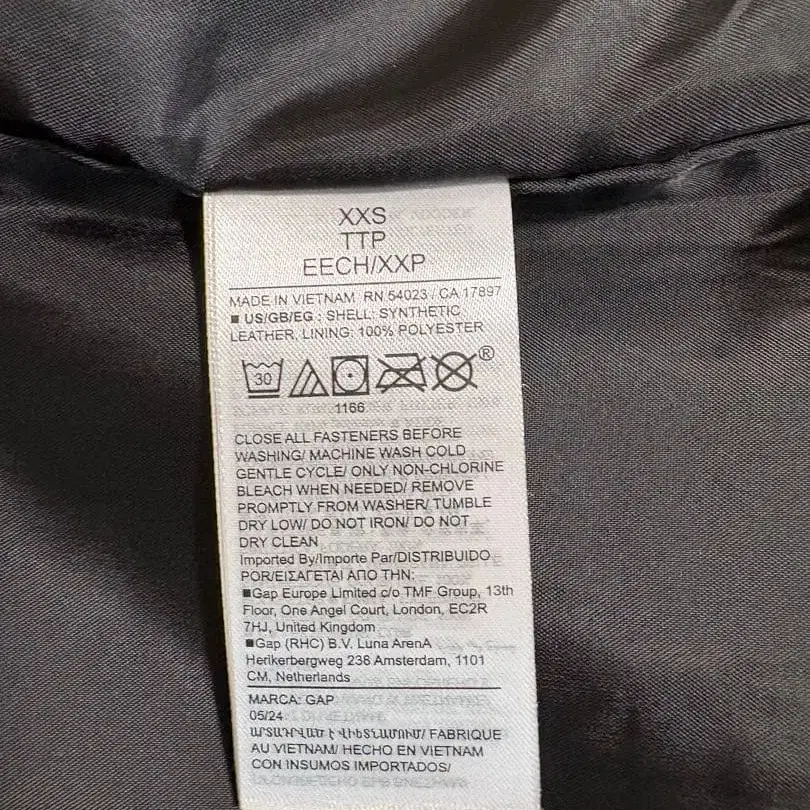 XXS
TTP
EECH/XXP
MADE IN VIETNAM RN 54023 / CA 17897
■ US/GB/EG : SHELL: SYNTHETIC
LEATHER, LINING: 100% POLYESTER
30
®
1166
CLOSE ALL FASTENERS BEFORE
WASHING/ MACHINE WASH COLD
GENTLE CYCLE/ ONLY NON-CHLORINE
BLEACH WHEN NEEDED/ REMOVE
PROMPTLY FROM WASHER/ TUMBLE
DRY LOW/ DO NOT IRON/ DO NOT
DRY CLEAN
Imported By/Importe Par/DISTRIBUIDO
POR/ΕΙΣΑΓΕΤΑΙ ΑΠΟ ΤΗΝ:
■Gap Europe Limited c/o TMF Group, 13th
Floor, One Angel Court, London, EC2R
7HJ, United Kingdom
■Gap (RHC) B.V. Luna ArenA
Herikerbergweg 238 Amsterdam, 1101
CM, Netherlands
MARCA: GAP
05/24
ԱՐՏԱԴՐՎԱԾ Է ՎԻԵՏՆԱՄՈՒՄ/ FABRIQUE
AU VIETNAM/ HECHO EN VIETNAM
CON INSUMOS IMPORTADOS/